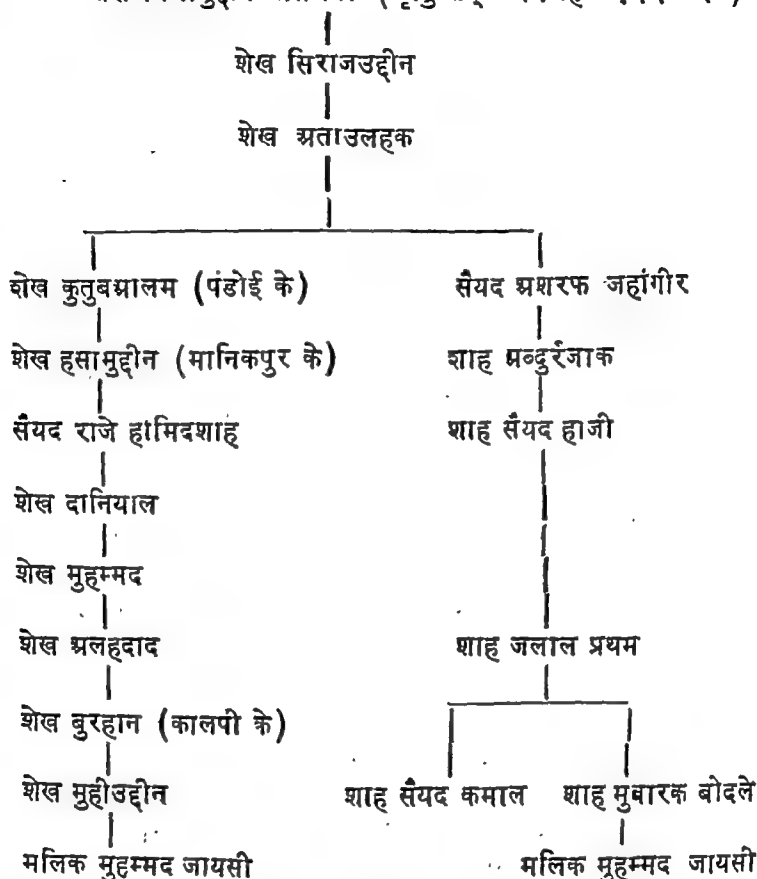 शेख सिराजउद्दीन
शेख अताउलहक
शेख कुतुबआलम (पंडोई के) सैयद अशरफ जहांगीर
शेख हसामुद्दीन (मानिकपुर के) शाह अब्दुर्रजाक
सैयद राजे हामिदशाह शाह सैयद हाजी
शेख दानियाल
शेख मुहम्मद
शेख अलहदाद शाह जलाल प्रथम
शेख बुरहान (कालपी के)
शेख मुहीउद्दीन शाह सैयद कमाल शाह मुबारक बोदले
मलिक मुहम्मद जायसी मलिक मुहम्मद जायसी